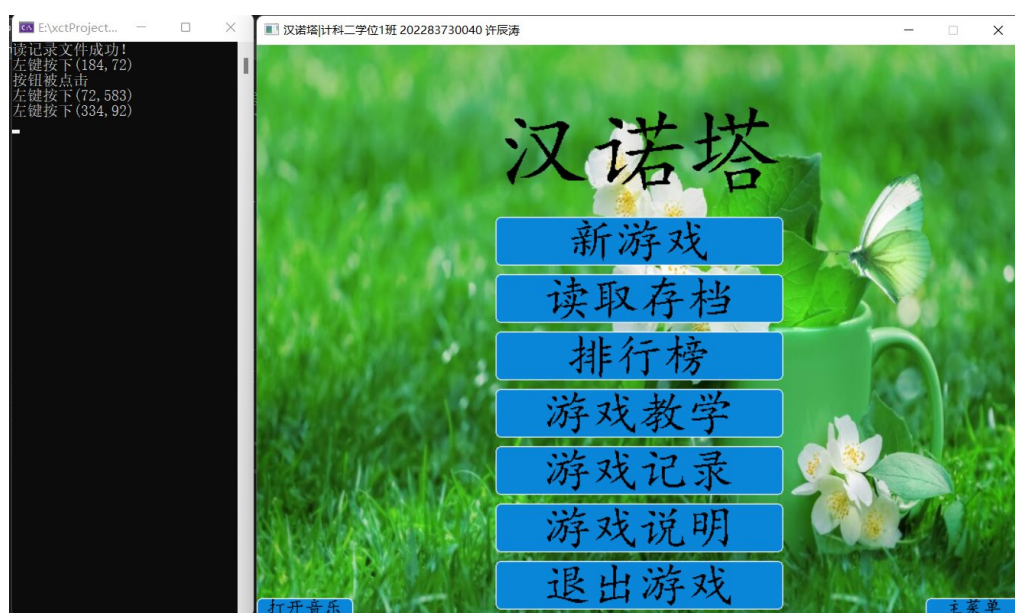 E:\xctProject...
读记录文件成功!
左键按下(184,72)
按钮被点击
左键按下(72,583)
左键按下(334,92)
汉诺塔|计科二学位1班 202283730040 许辰涛
汉诺塔
新游戏
读取存档
排行榜
游戏教学
游戏记录
游戏说明
退出游戏
打开音乐
主菜单